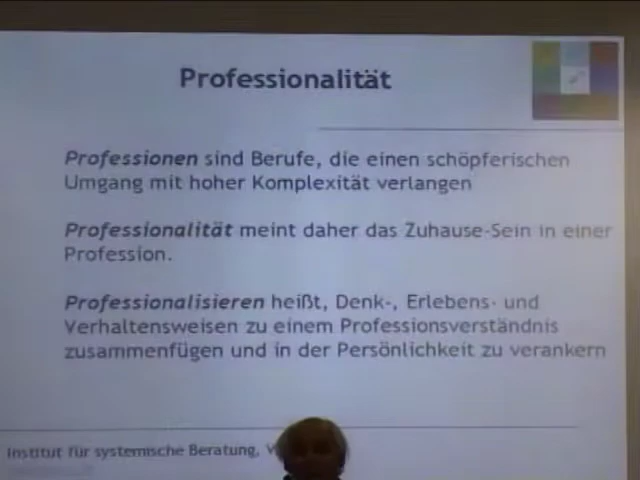 Professionalität
Professionen sind Berufe, die einen schöpferischen
Umgang mit hoher Komplexität verlangen
Professionalität meint daher das Zuhause-Sein in einer
Profession.
Professionalisieren heißt, Denk-, Erlebens- und
Verhaltensweisen zu einem Professionsverständnis
zusammenfügen und in der Persönlichkeit zu verankern
Institut für systemische Beratung,